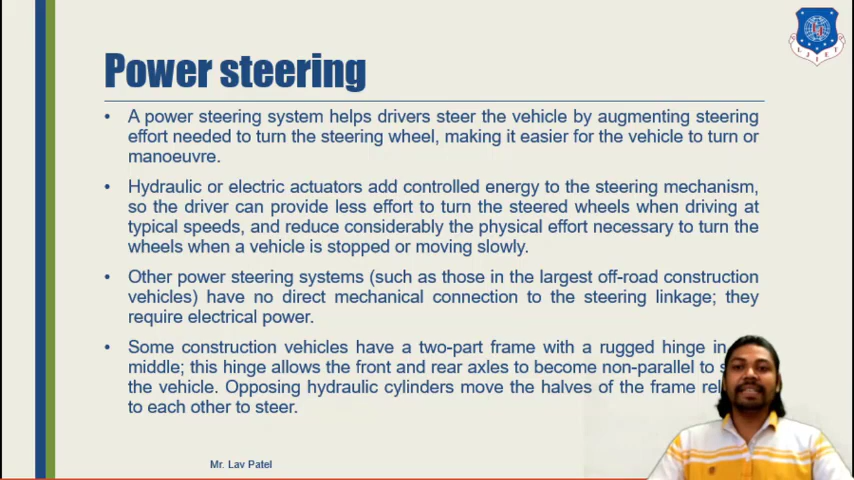 Power steering
• A power steering system helps drivers steer the vehicle by augmenting steering
effort needed to turn the steering wheel, making it easier for the vehicle to turn or
manoeuvre.
• Hydraulic or electric actuators add controlled energy to the steering mechanism,
so the driver can provide less effort to turn the steered wheels when driving at
typical speeds, and reduce considerably the physical effort necessary to turn the
wheels when a vehicle is stopped or moving slowly.
• Other power steering systems (such as those in the largest off-road construction
vehicles) have no direct mechanical connection to the steering linkage; they
require electrical power.
• Some construction vehicles have a two-part frame with a rugged hinge in
middle; this hinge allows the front and rear axles to become non-parallel to
the vehicle. Opposing hydraulic cylinders move the halves of the frame
to each other to steer.
Mr. Lav Patel